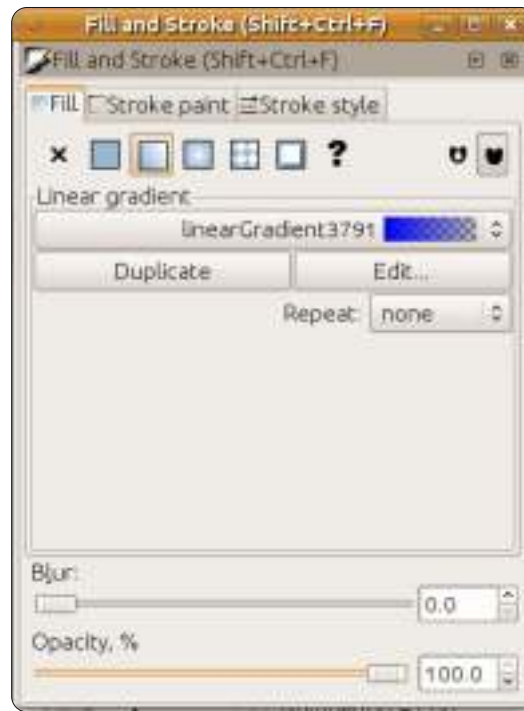 Fill and Stroke (Shift+Ctrl+F)
Fill and Stroke (Shift+Ctrl+F)
Fill Stroke paint Stroke style
?
Linear gradient
linearGradient3791
Duplicate Edit...
Repeat: none
Blur:
0.0
Opacity, %
100.0